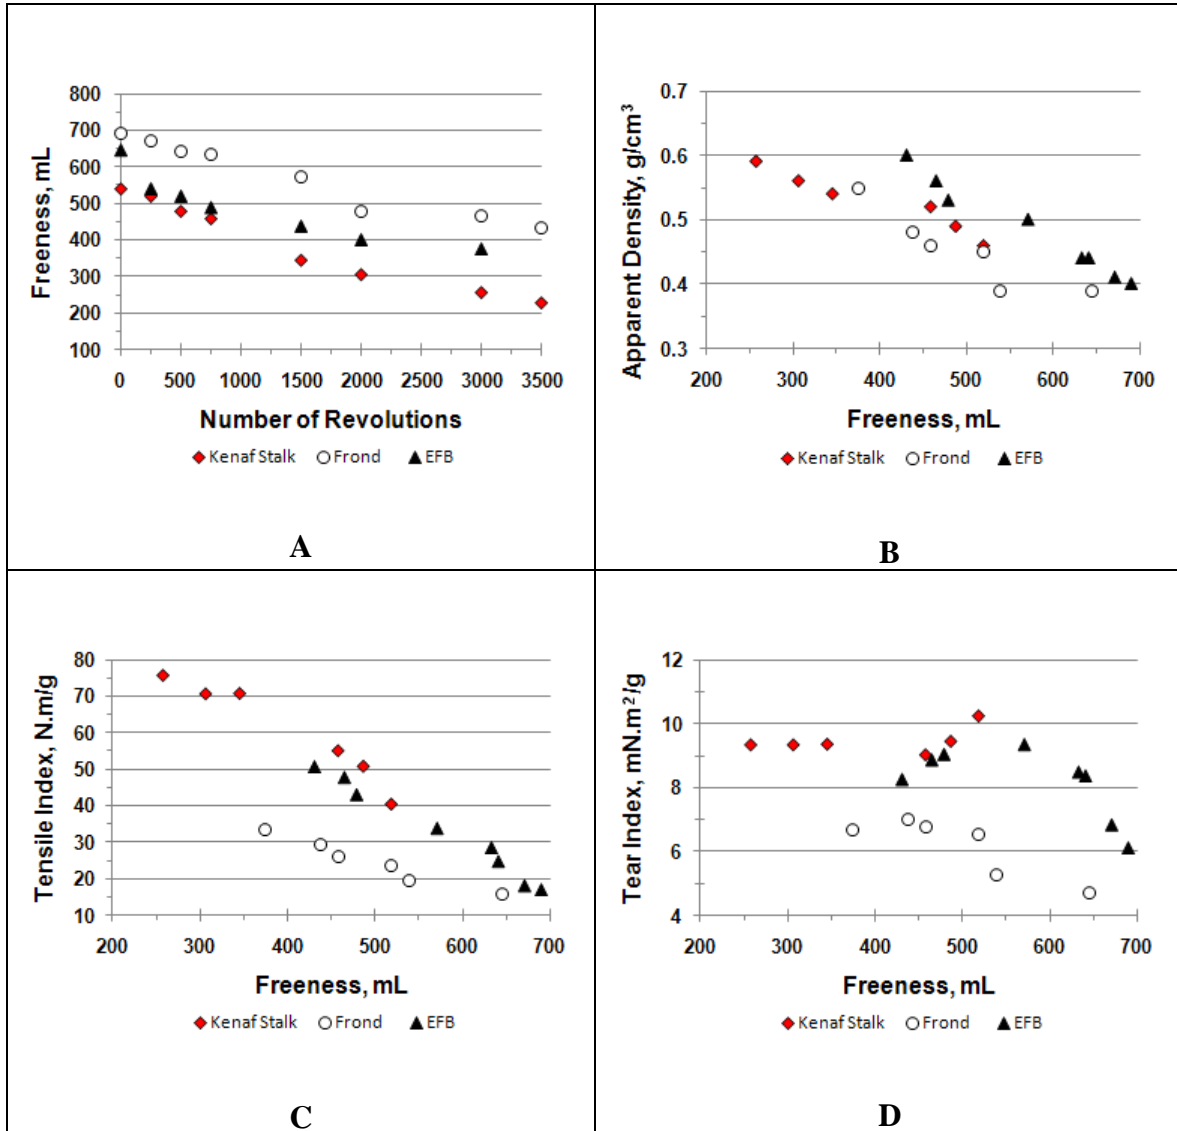 800
700
600
500
400
300
200
100
Freeness, mL
0 500 1000 1500 2000 2500 3000 3500
Number of Revolutions
Kenaf Stalk Frond EFB
A
0.7
0.6
0.5
0.4
0.3
Apparent Density, g/cm³
200 300 400 500 600 700
Freeness, mL
Kenaf Stalk Frond EFB
B
80
70
60
50
40
30
20
10
Tensile Index, N.m/g
200 300 400 500 600 700
Freeness, mL
Kenaf Stalk Frond EFB
C
12
10
8
6
4
Tear Index, mN.m²/g
200 300 400 500 600 700
Freeness, mL
Kenaf Stalk Frond EFB
D